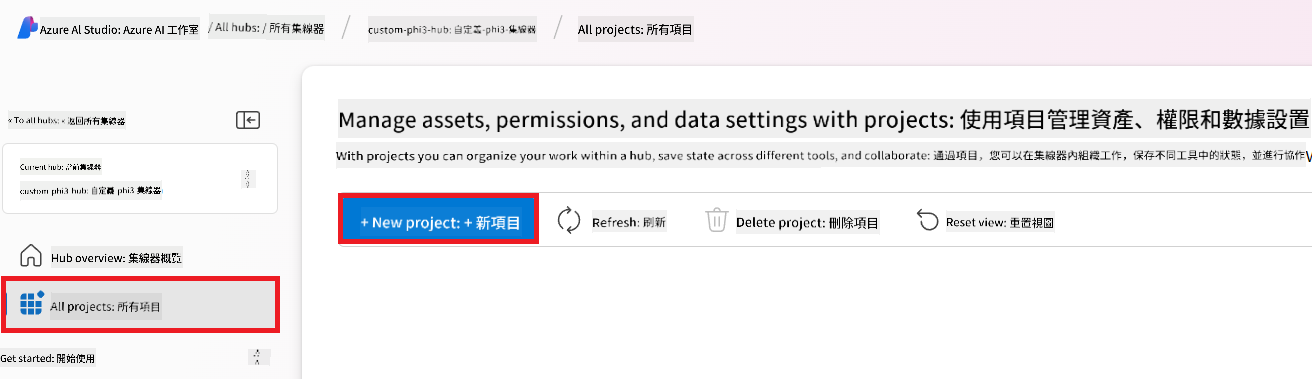 Azure AI Studio: Azure AI 工作室 / All hubs: / 所有集線器 / custom-phi3-hub: 自定義-phi3-集線器 / All projects: 所有項目
« To all hubs: « 返回所有集線器
Current hub: 當前集線器
custom-phi3-hub: 自定義-phi3-集線器
Hub overview: 集線器概覽
All projects: 所有項目
Get started: 開始使用
Manage assets, permissions, and data settings with projects: 使用項目管理資產、權限和數據設置
With projects you can organize your work within a hub, save state across different tools, and collaborate: 通過項目，您可以在集線器內組織工作，保存不同工具中的狀態，並進行協作
+ New project: + 新項目 Refresh: 刷新 Delete project: 刪除項目 Reset view: 重置視圖